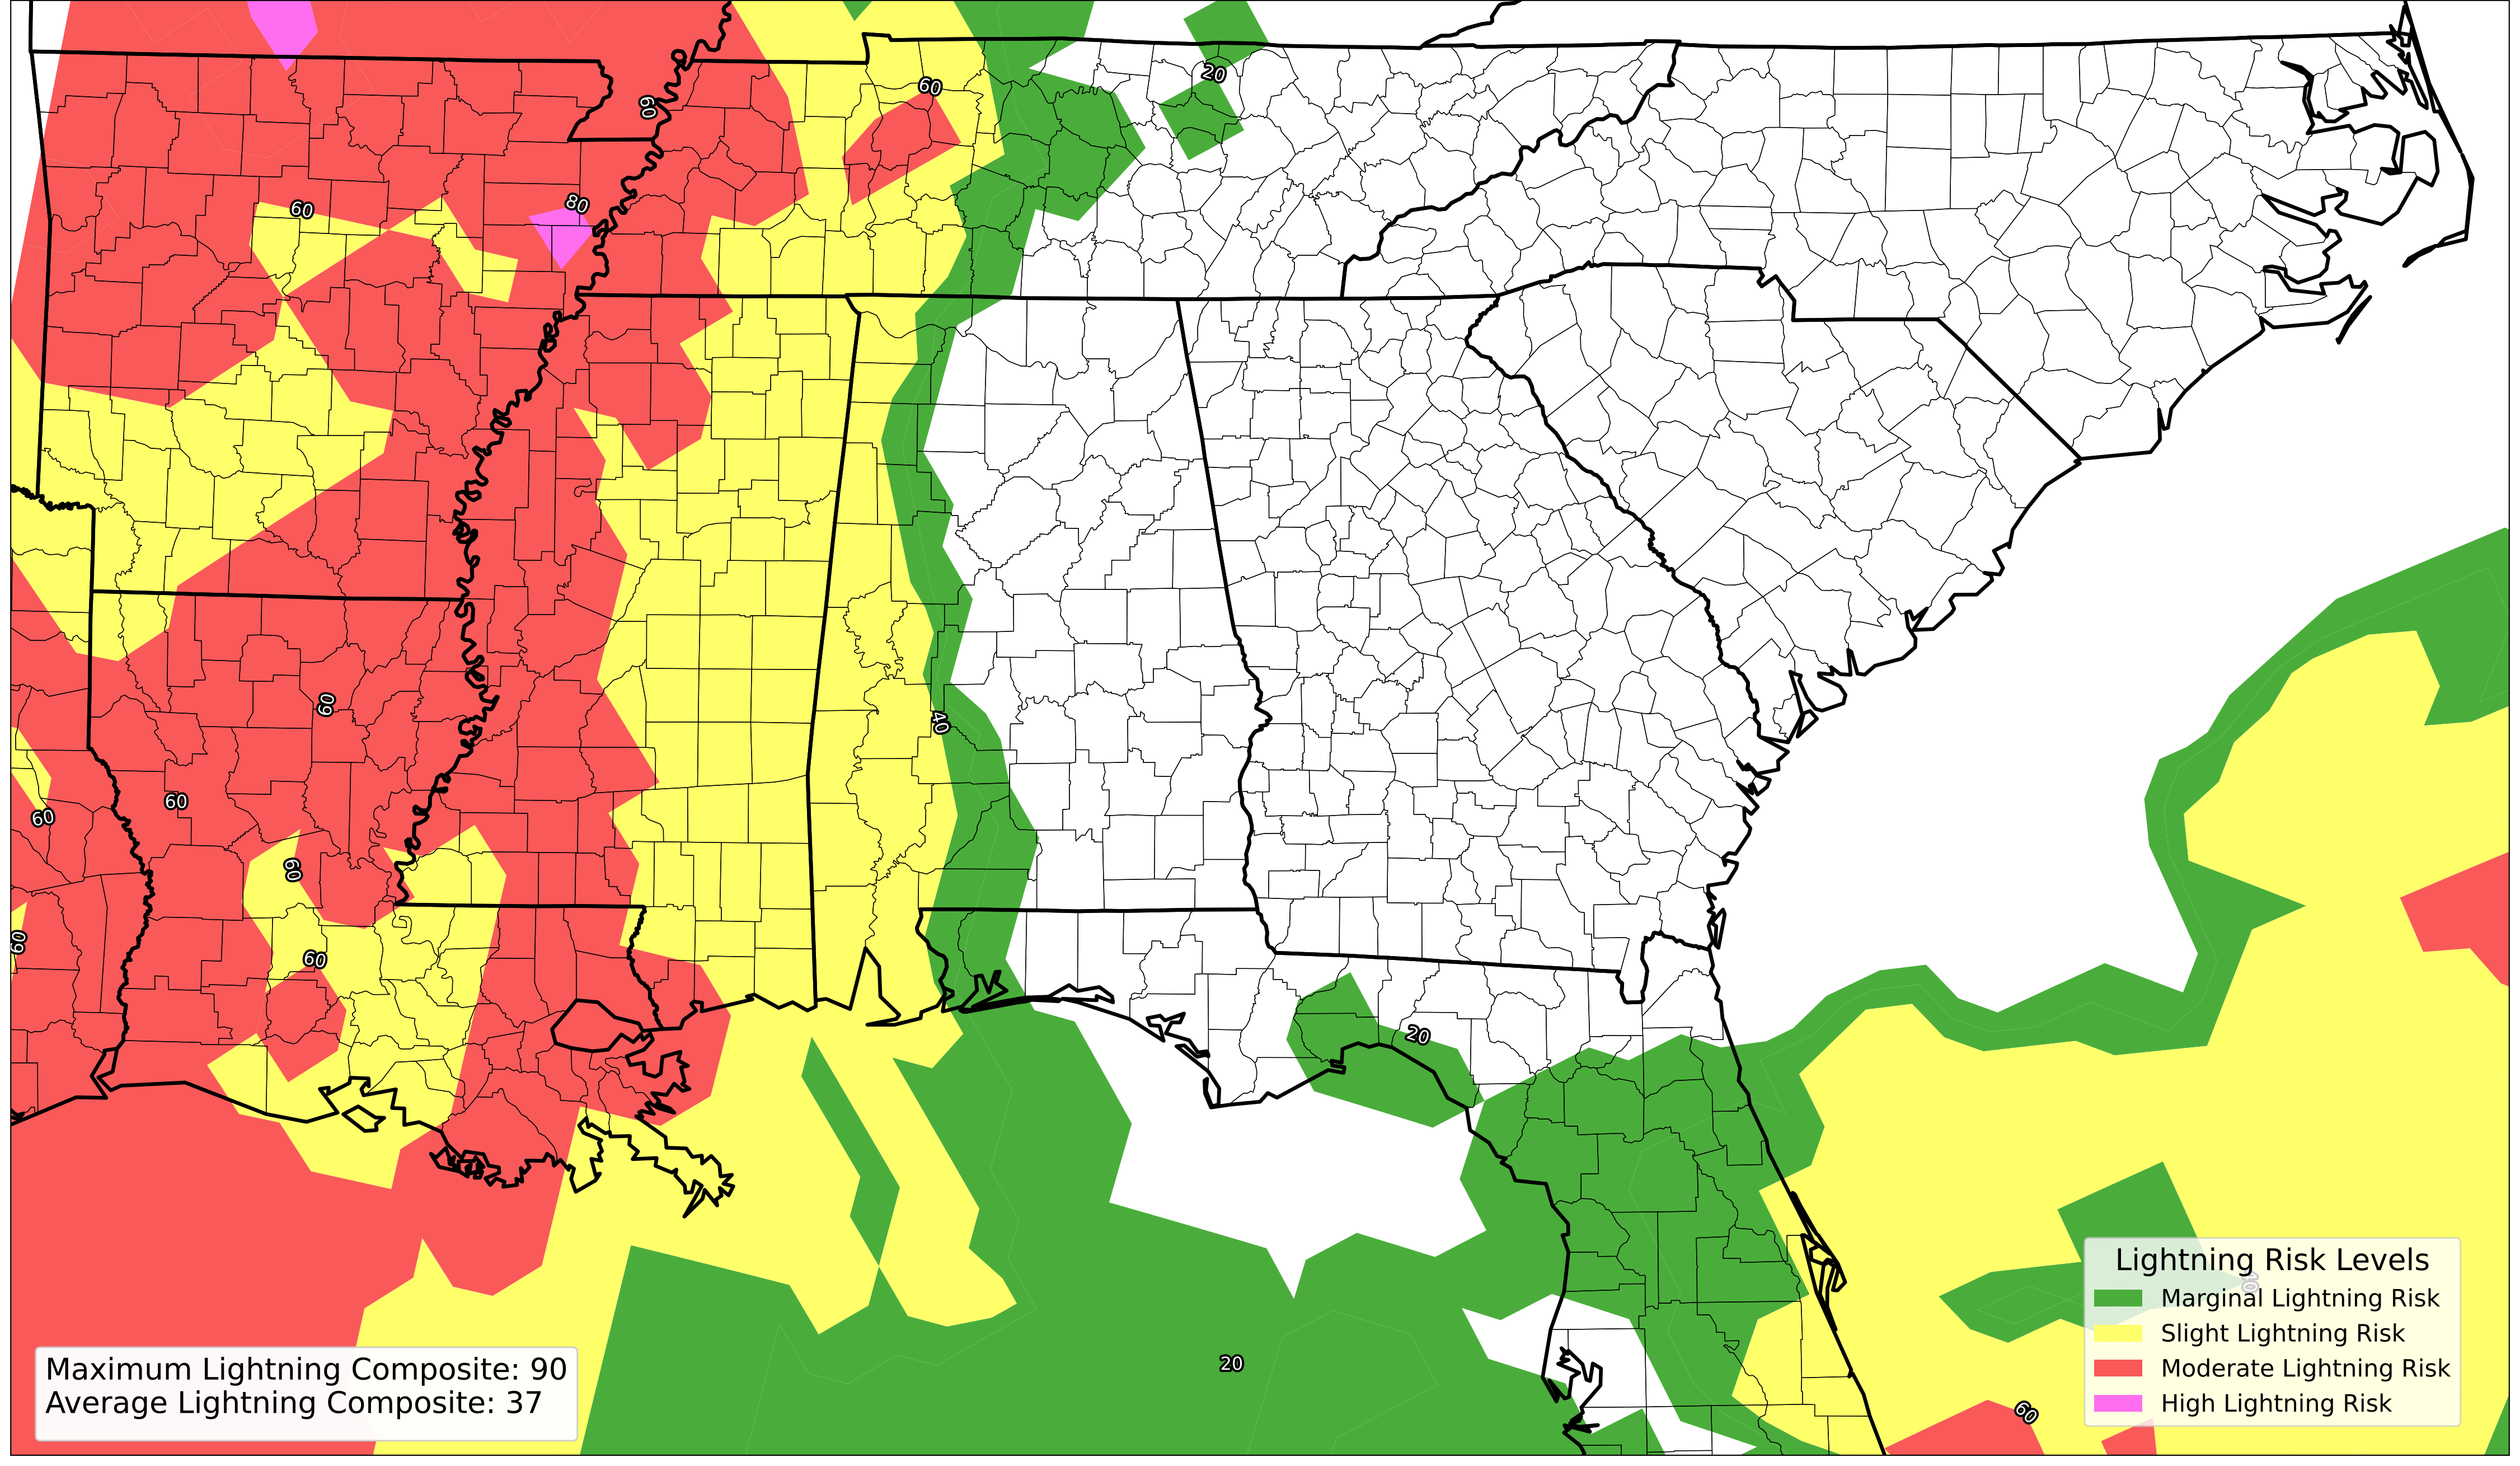 60
20
60
60
80
60
40
60
60
60
60
60
60
20
20
60
Lightning Risk Levels
Marginal Lightning Risk
Slight Lightning Risk
Moderate Lightning Risk
High Lightning Risk
Maximum Lightning Composite: 90
Average Lightning Composite: 37